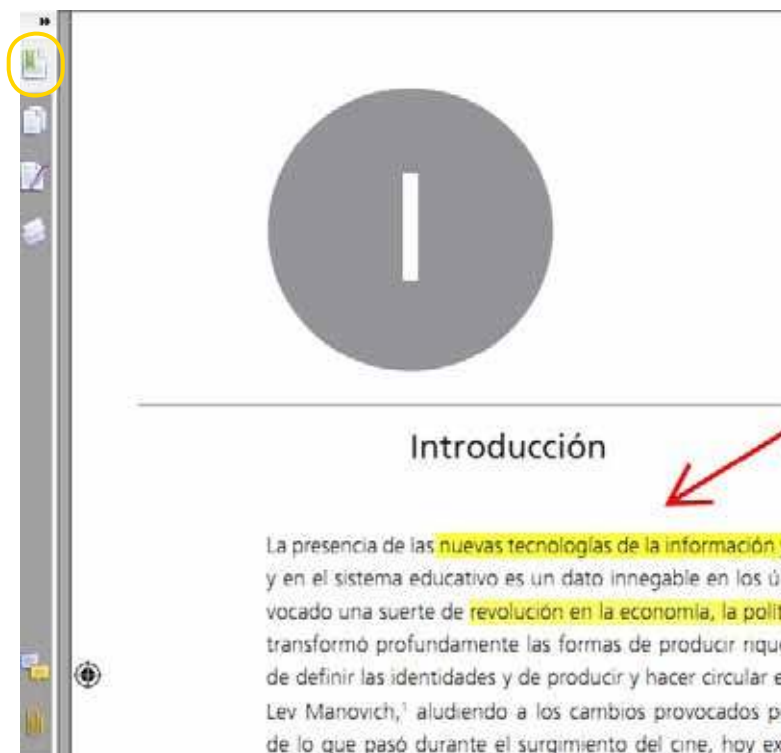 I
Introducción
La presencia de las nuevas tecnologías de la información
y en el sistema educativo es un dato innegable en los ú
vocado una suerte de revolución en la economía, la polít
transformó profundamente las formas de producir rique
de definir las identidades y de producir y hacer circular e
Lev Manovich,¹ aludiendo a los cambios provocados p
de lo que pasó durante el surgimiento del cine, hoy ex